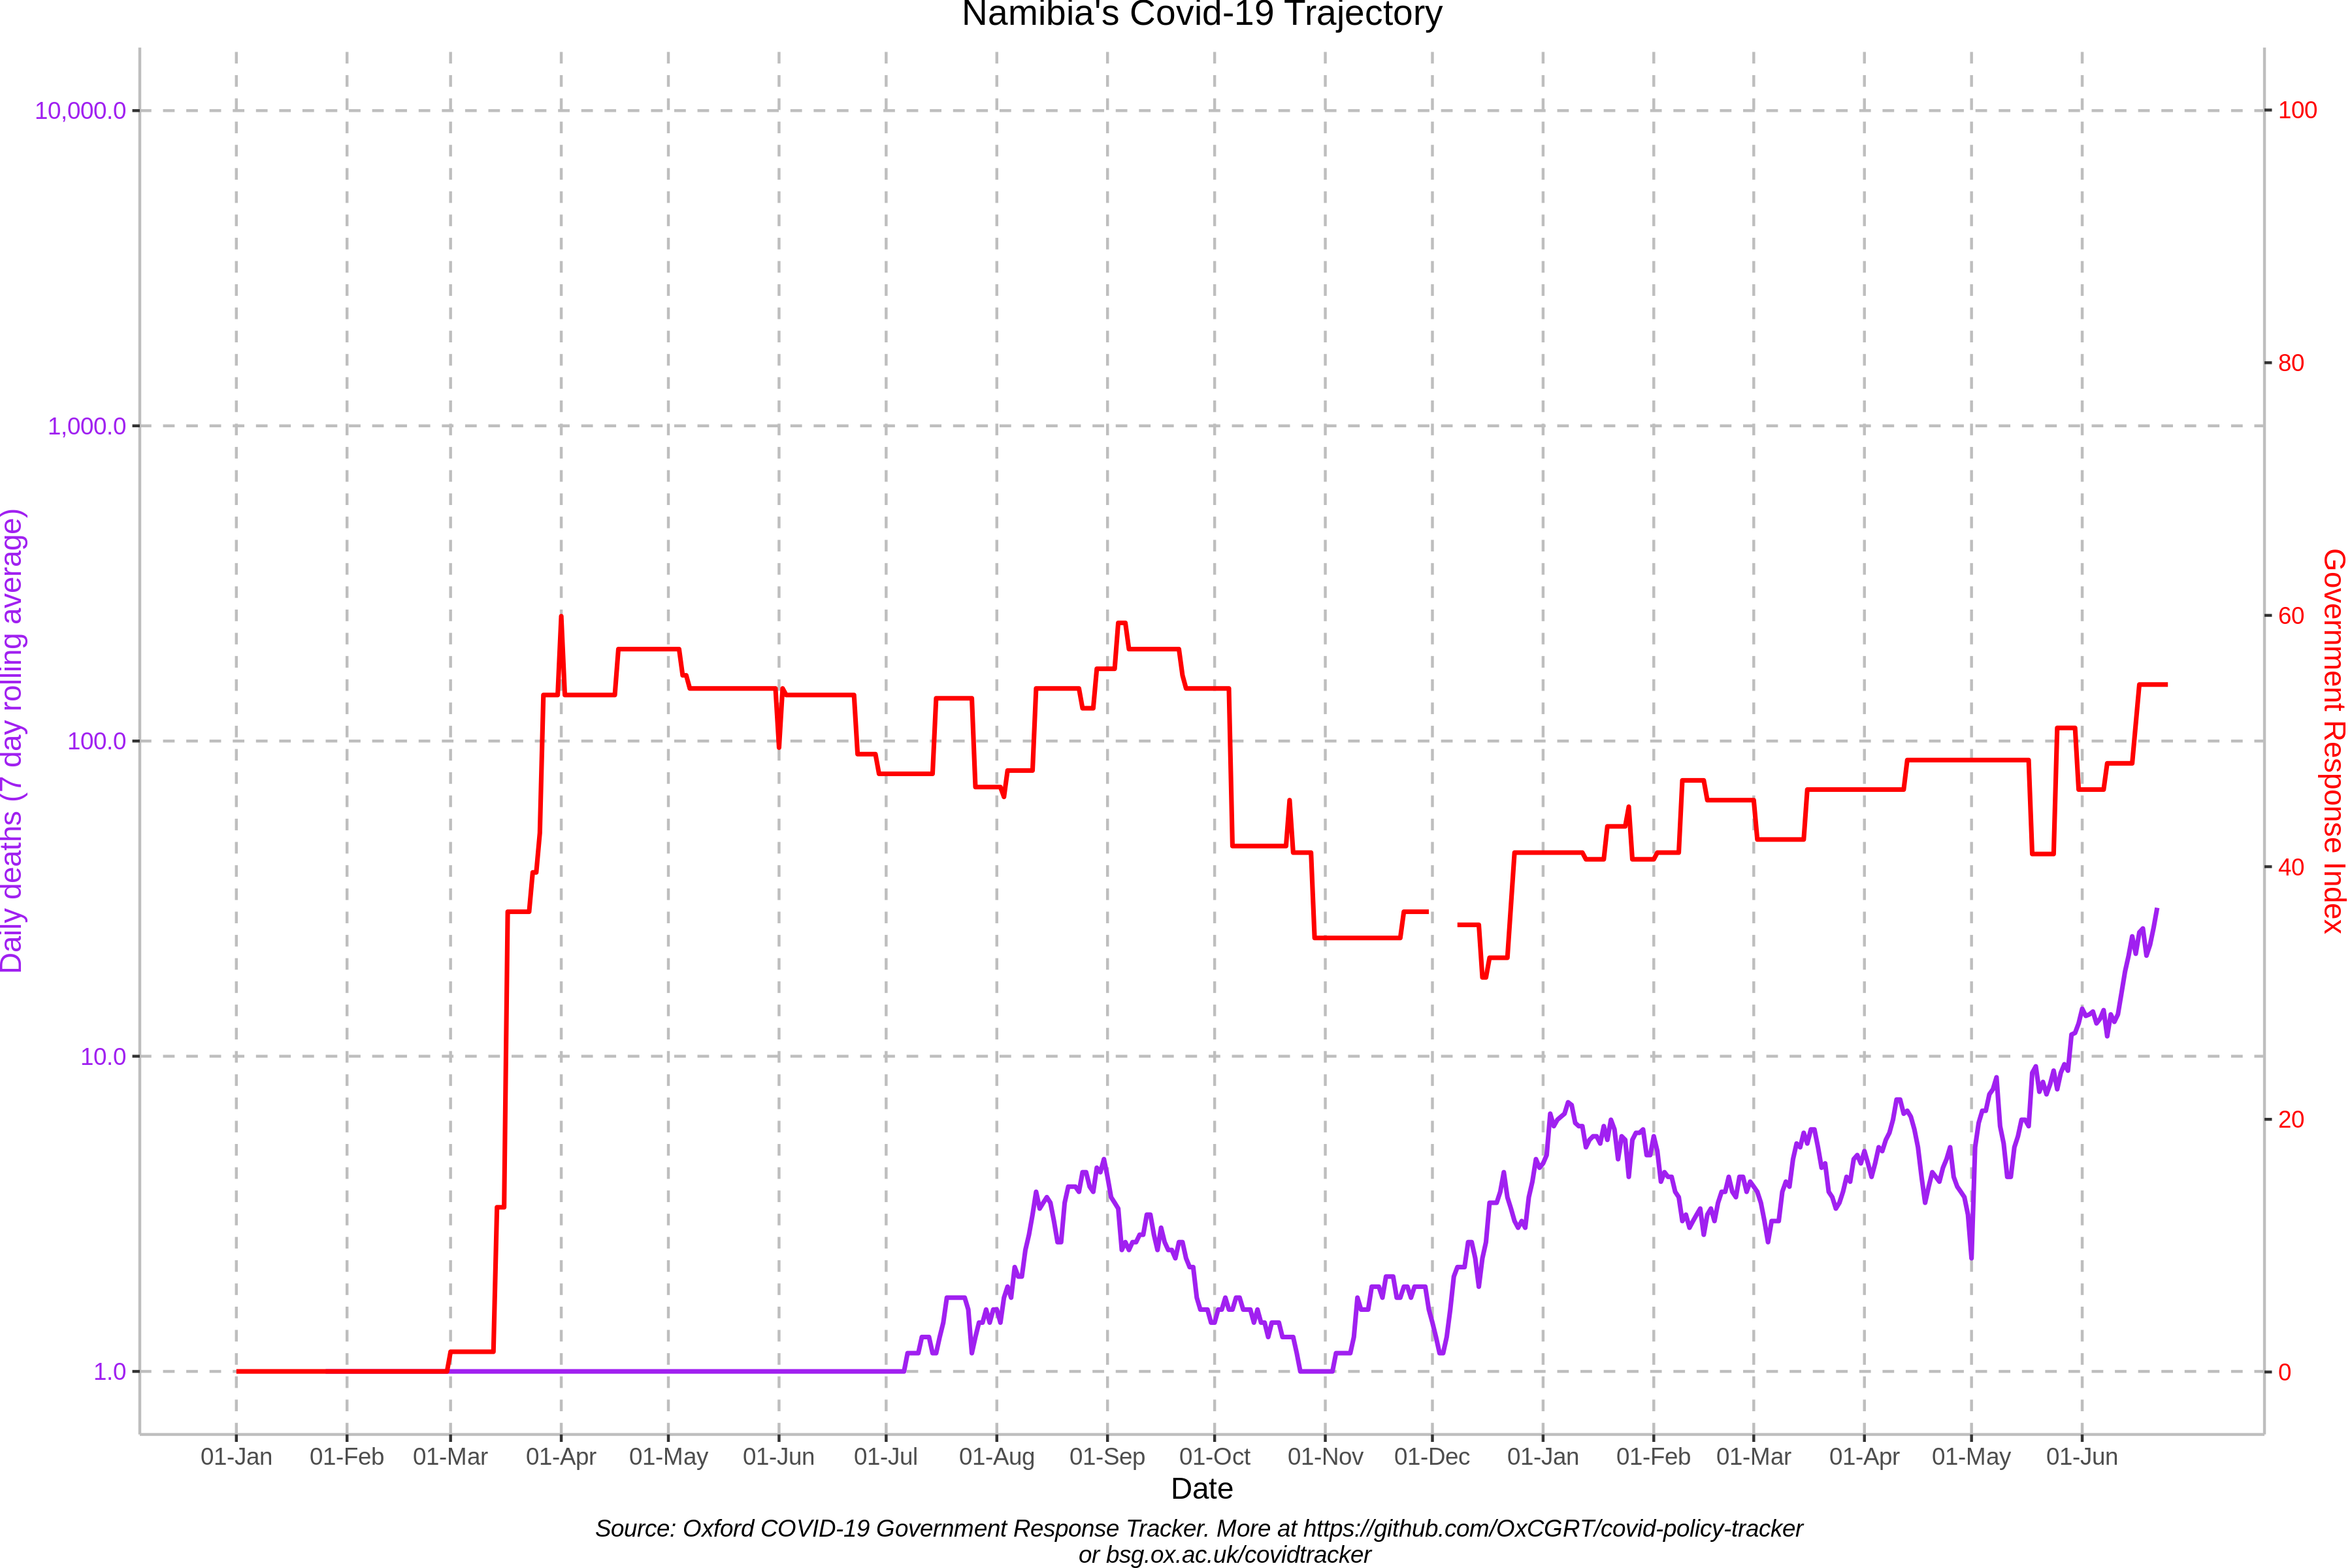 Namibia's Covid-19 Trajectory
Daily deaths (7 day rolling average)
10,000.0
1,000.0
100.0
10.0
1.0
100
80
60
40
20
0
Government Response Index
01-Jan 01-Feb 01-Mar 01-Apr 01-May 01-Jun 01-Jul 01-Aug 01-Sep 01-Oct 01-Nov 01-Dec 01-Jan 01-Feb 01-Mar 01-Apr 01-May 01-Jun
Date
Source: Oxford COVID-19 Government Response Tracker. More at https://github.com/OxCGRT/covid-policy-tracker
or bsg.ox.ac.uk/covidtracker